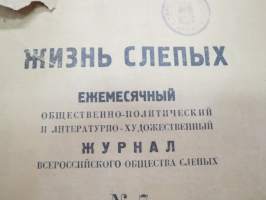 ЖИЗНЬ СЛЕПЫХ
ЕЖЕМЕСЯЧНЫЙ
ОБЩЕСТВЕННО-ПОЛИТИЧЕСКИЙ
И ЛИТЕРАТУРНО-ХУДОЖЕСТВЕННЫЙ
ЖУРНАЛ
ВСЕРОССИЙСКОГО ОБЩЕСТВА СЛЕПЫХ